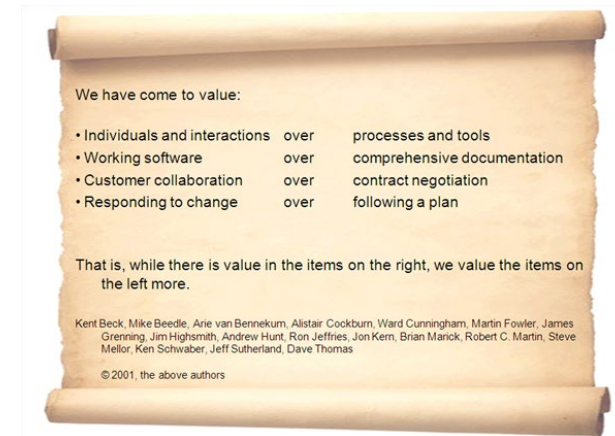 We have come to value:
• Individuals and interactions over processes and tools
• Working software over comprehensive documentation
• Customer collaboration over contract negotiation
• Responding to change over following a plan
That is, while there is value in the items on the right, we value the items on
the left more.
Kent Beck, Mike Beedle, Arie van Bennekum, Alistair Cockburn, Ward Cunningham, Martin Fowler, James
Grenning, Jim Highsmith, Andrew Hunt, Ron Jeffries, Jon Kern, Brian Marick, Robert C. Martin, Steve
Mellor, Ken Schwaber, Jeff Sutherland, Dave Thomas
© 2001, the above authors